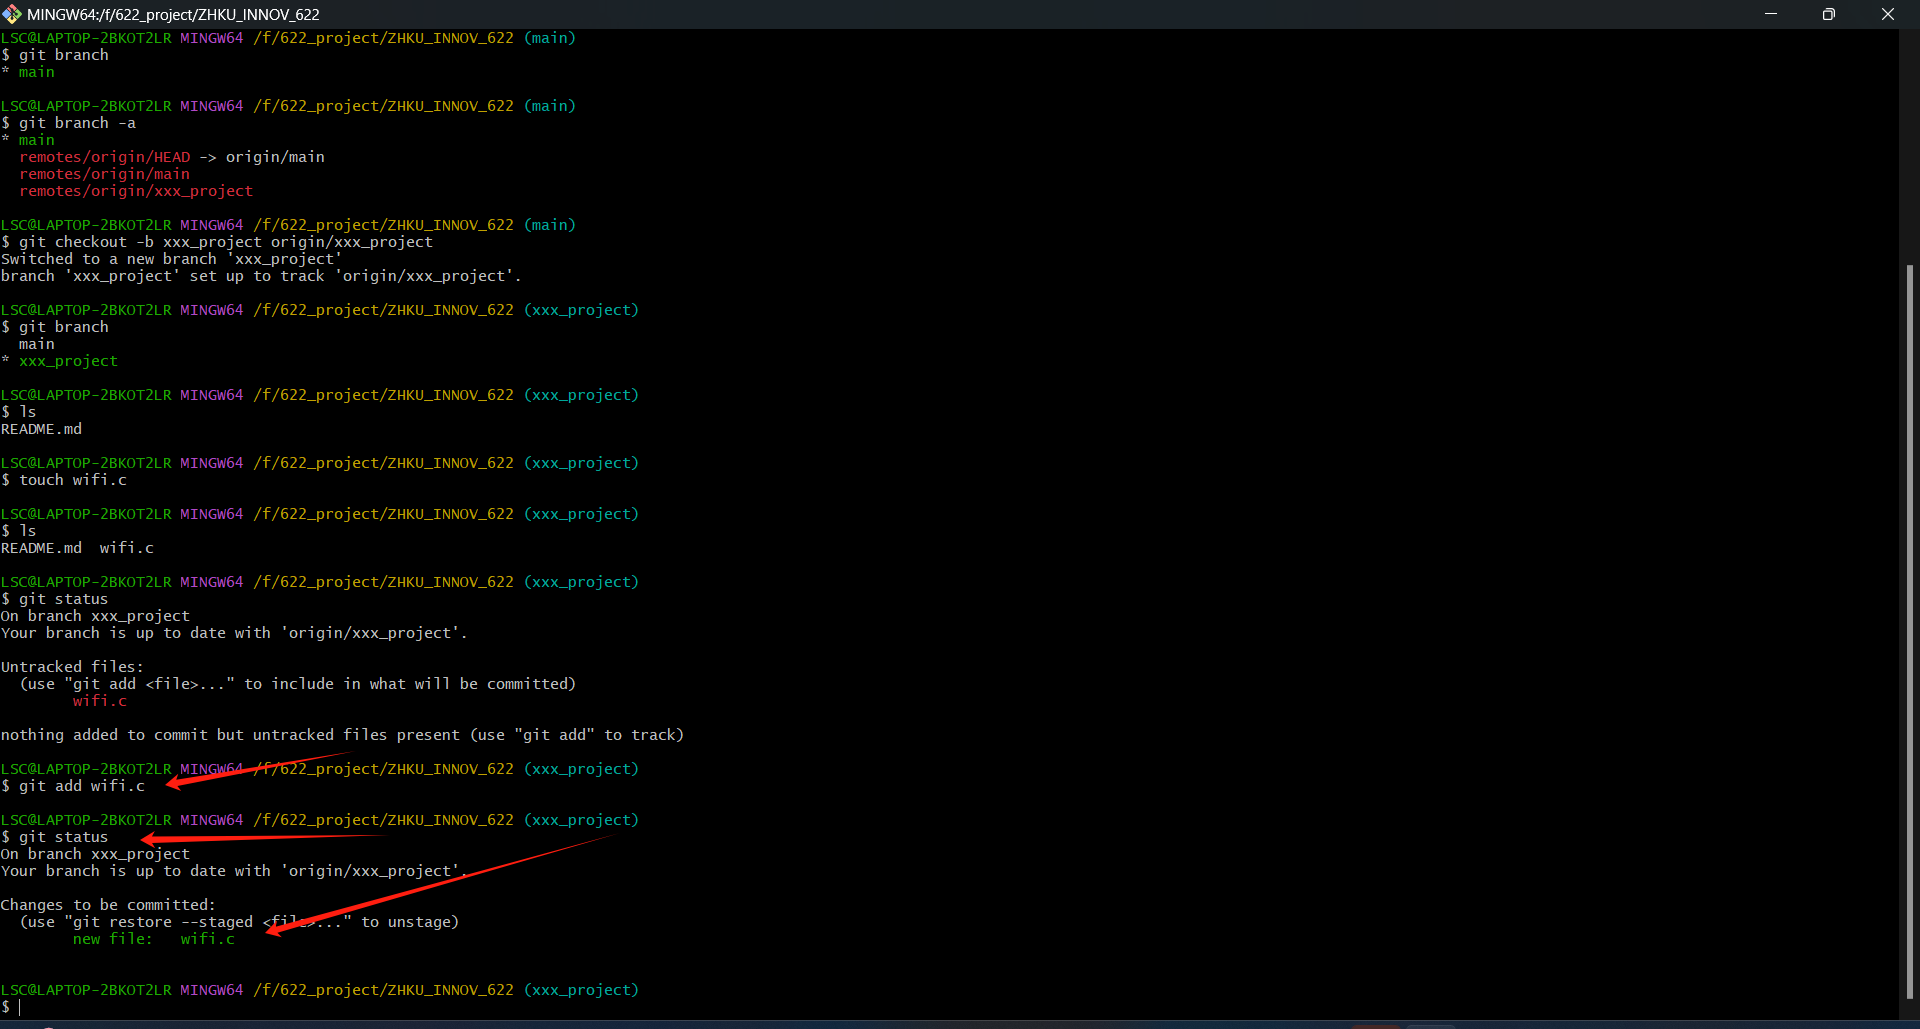 MINGW64:/f/622_project/ZHKU_INNOV_622
LSC@LAPTOP-2BKOT2LR MINGW64 /f/622_project/ZHKU_INNOV_622 (main)
$ git branch
* main
LSC@LAPTOP-2BKOT2LR MINGW64 /f/622_project/ZHKU_INNOV_622 (main)
$ git branch -a
* main
  remotes/origin/HEAD -> origin/main
  remotes/origin/main
  remotes/origin/xxx_project
LSC@LAPTOP-2BKOT2LR MINGW64 /f/622_project/ZHKU_INNOV_622 (main)
$ git checkout -b xxx_project origin/xxx_project
Switched to a new branch 'xxx_project'
branch 'xxx_project' set up to track 'origin/xxx_project'.
LSC@LAPTOP-2BKOT2LR MINGW64 /f/622_project/ZHKU_INNOV_622 (xxx_project)
$ git branch
  main
* xxx_project
LSC@LAPTOP-2BKOT2LR MINGW64 /f/622_project/ZHKU_INNOV_622 (xxx_project)
$ ls
README.md
LSC@LAPTOP-2BKOT2LR MINGW64 /f/622_project/ZHKU_INNOV_622 (xxx_project)
$ touch wifi.c
LSC@LAPTOP-2BKOT2LR MINGW64 /f/622_project/ZHKU_INNOV_622 (xxx_project)
$ ls
README.md  wifi.c
LSC@LAPTOP-2BKOT2LR MINGW64 /f/622_project/ZHKU_INNOV_622 (xxx_project)
$ git status
On branch xxx_project
Your branch is up to date with 'origin/xxx_project'.
Untracked files:
  (use "git add <file>..." to include in what will be committed)
        wifi.c
nothing added to commit but untracked files present (use "git add" to track)
LSC@LAPTOP-2BKOT2LR MINGW64 /f/622_project/ZHKU_INNOV_622 (xxx_project)
$ git add wifi.c
LSC@LAPTOP-2BKOT2LR MINGW64 /f/622_project/ZHKU_INNOV_622 (xxx_project)
$ git status
On branch xxx_project
Your branch is up to date with 'origin/xxx_project'.
Changes to be committed:
  (use "git restore --staged <file>..." to unstage)
        new file:   wifi.c
LSC@LAPTOP-2BKOT2LR MINGW64 /f/622_project/ZHKU_INNOV_622 (xxx_project)
$